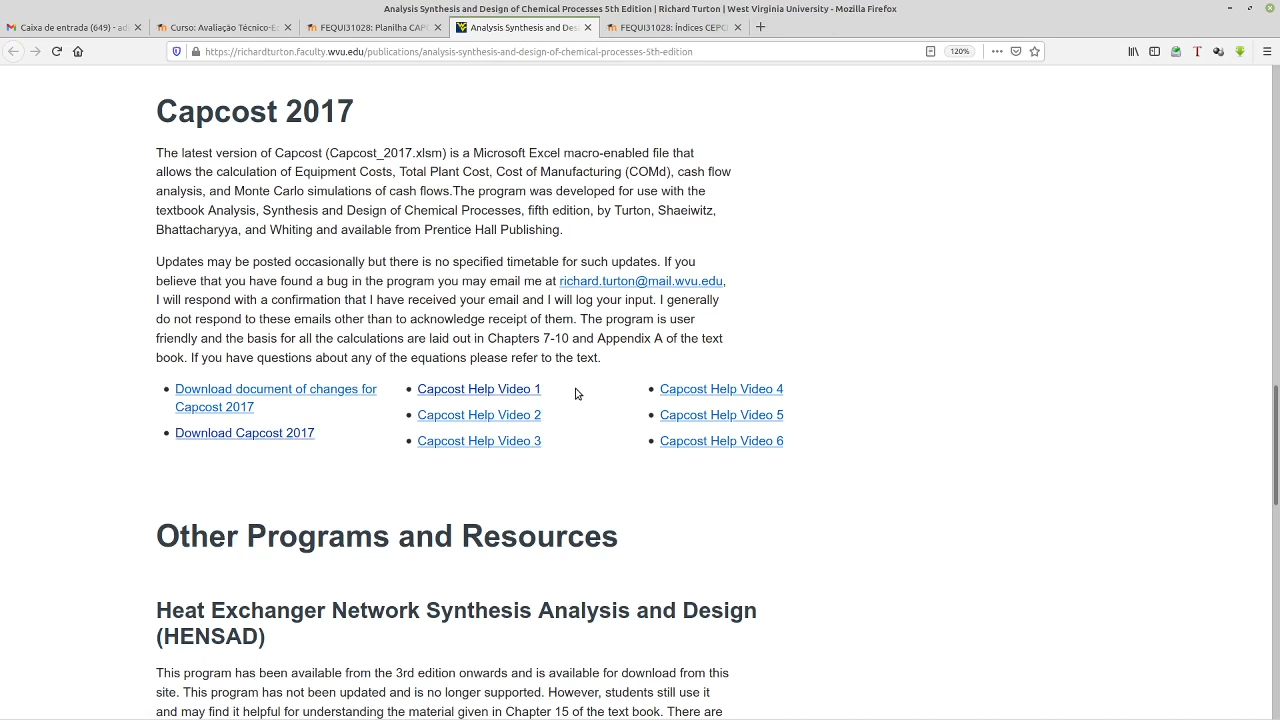 Analysis Synthesis and Design of Chemical Processes 5th Edition | Richard Turton | West Virginia University - Mozilla Firefox
Caixa de entrada (649) - adi
Curso: Avaliação Técnico-E
FEQUI31028: Planilha CAPC
Analysis Synthesis and Des
FEQUI31028: Índices CEPCI
https://richardturton.faculty.wvu.edu/publications/analysis-synthesis-and-design-of-chemical-processes-5th-edition
120%
Capcost 2017
The latest version of Capcost (Capcost_2017.xlsm) is a Microsoft Excel macro-enabled file that
allows the calculation of Equipment Costs, Total Plant Cost, Cost of Manufacturing (COMd), cash flow
analysis, and Monte Carlo simulations of cash flows.The program was developed for use with the
textbook Analysis, Synthesis and Design of Chemical Processes, fifth edition, by Turton, Shaeiwitz,
Bhattacharyya, and Whiting and available from Prentice Hall Publishing.
Updates may be posted occasionally but there is no specified timetable for such updates. If you
believe that you have found a bug in the program you may email me at richard.turton@mail.wvu.edu,
I will respond with a confirmation that I have received your email and I will log your input. I generally
do not respond to these emails other than to acknowledge receipt of them. The program is user
friendly and the basis for all the calculations are laid out in Chapters 7-10 and Appendix A of the text
book. If you have questions about any of the equations please refer to the text.
• Download document of changes for
Capcost 2017
• Download Capcost 2017
• Capcost Help Video 1
• Capcost Help Video 2
• Capcost Help Video 3
• Capcost Help Video 4
• Capcost Help Video 5
• Capcost Help Video 6
Other Programs and Resources
Heat Exchanger Network Synthesis Analysis and Design
(HENSAD)
This program has been available from the 3rd edition onwards and is available for download from this
site. This program has not been updated and is no longer supported. However, students still use it
and may find it helpful for understanding the material given in Chapter 15 of the text book. There are